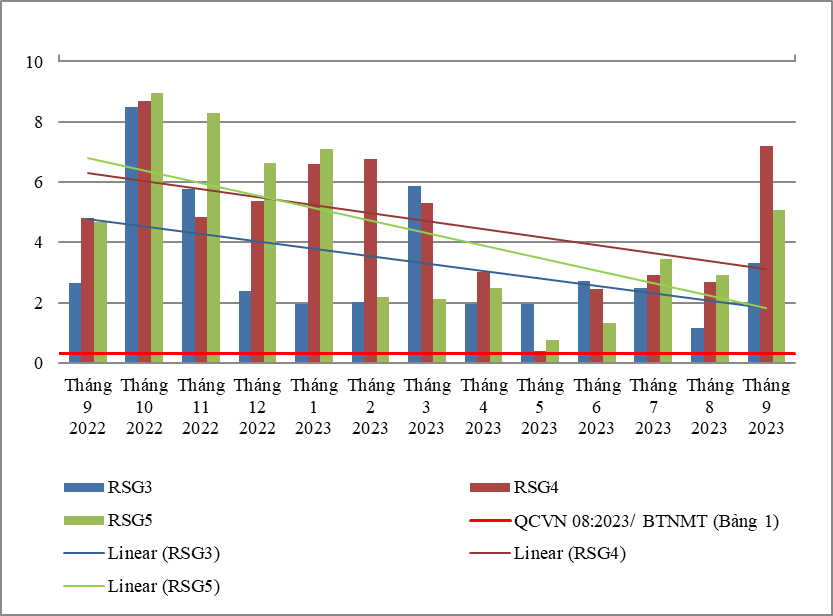 10
8
6
4
2
0
Tháng 9 2022
Tháng 10 2022
Tháng 11 2022
Tháng 12 2022
Tháng 1 2023
Tháng 2 2023
Tháng 3 2023
Tháng 4 2023
Tháng 5 2023
Tháng 6 2023
Tháng 7 2023
Tháng 8 2023
Tháng 9 2023
RSG3
RSG4
RSG5
QCVN 08:2023/ BTNMT (Bảng 1)
Linear (RSG3)
Linear (RSG4)
Linear (RSG5)